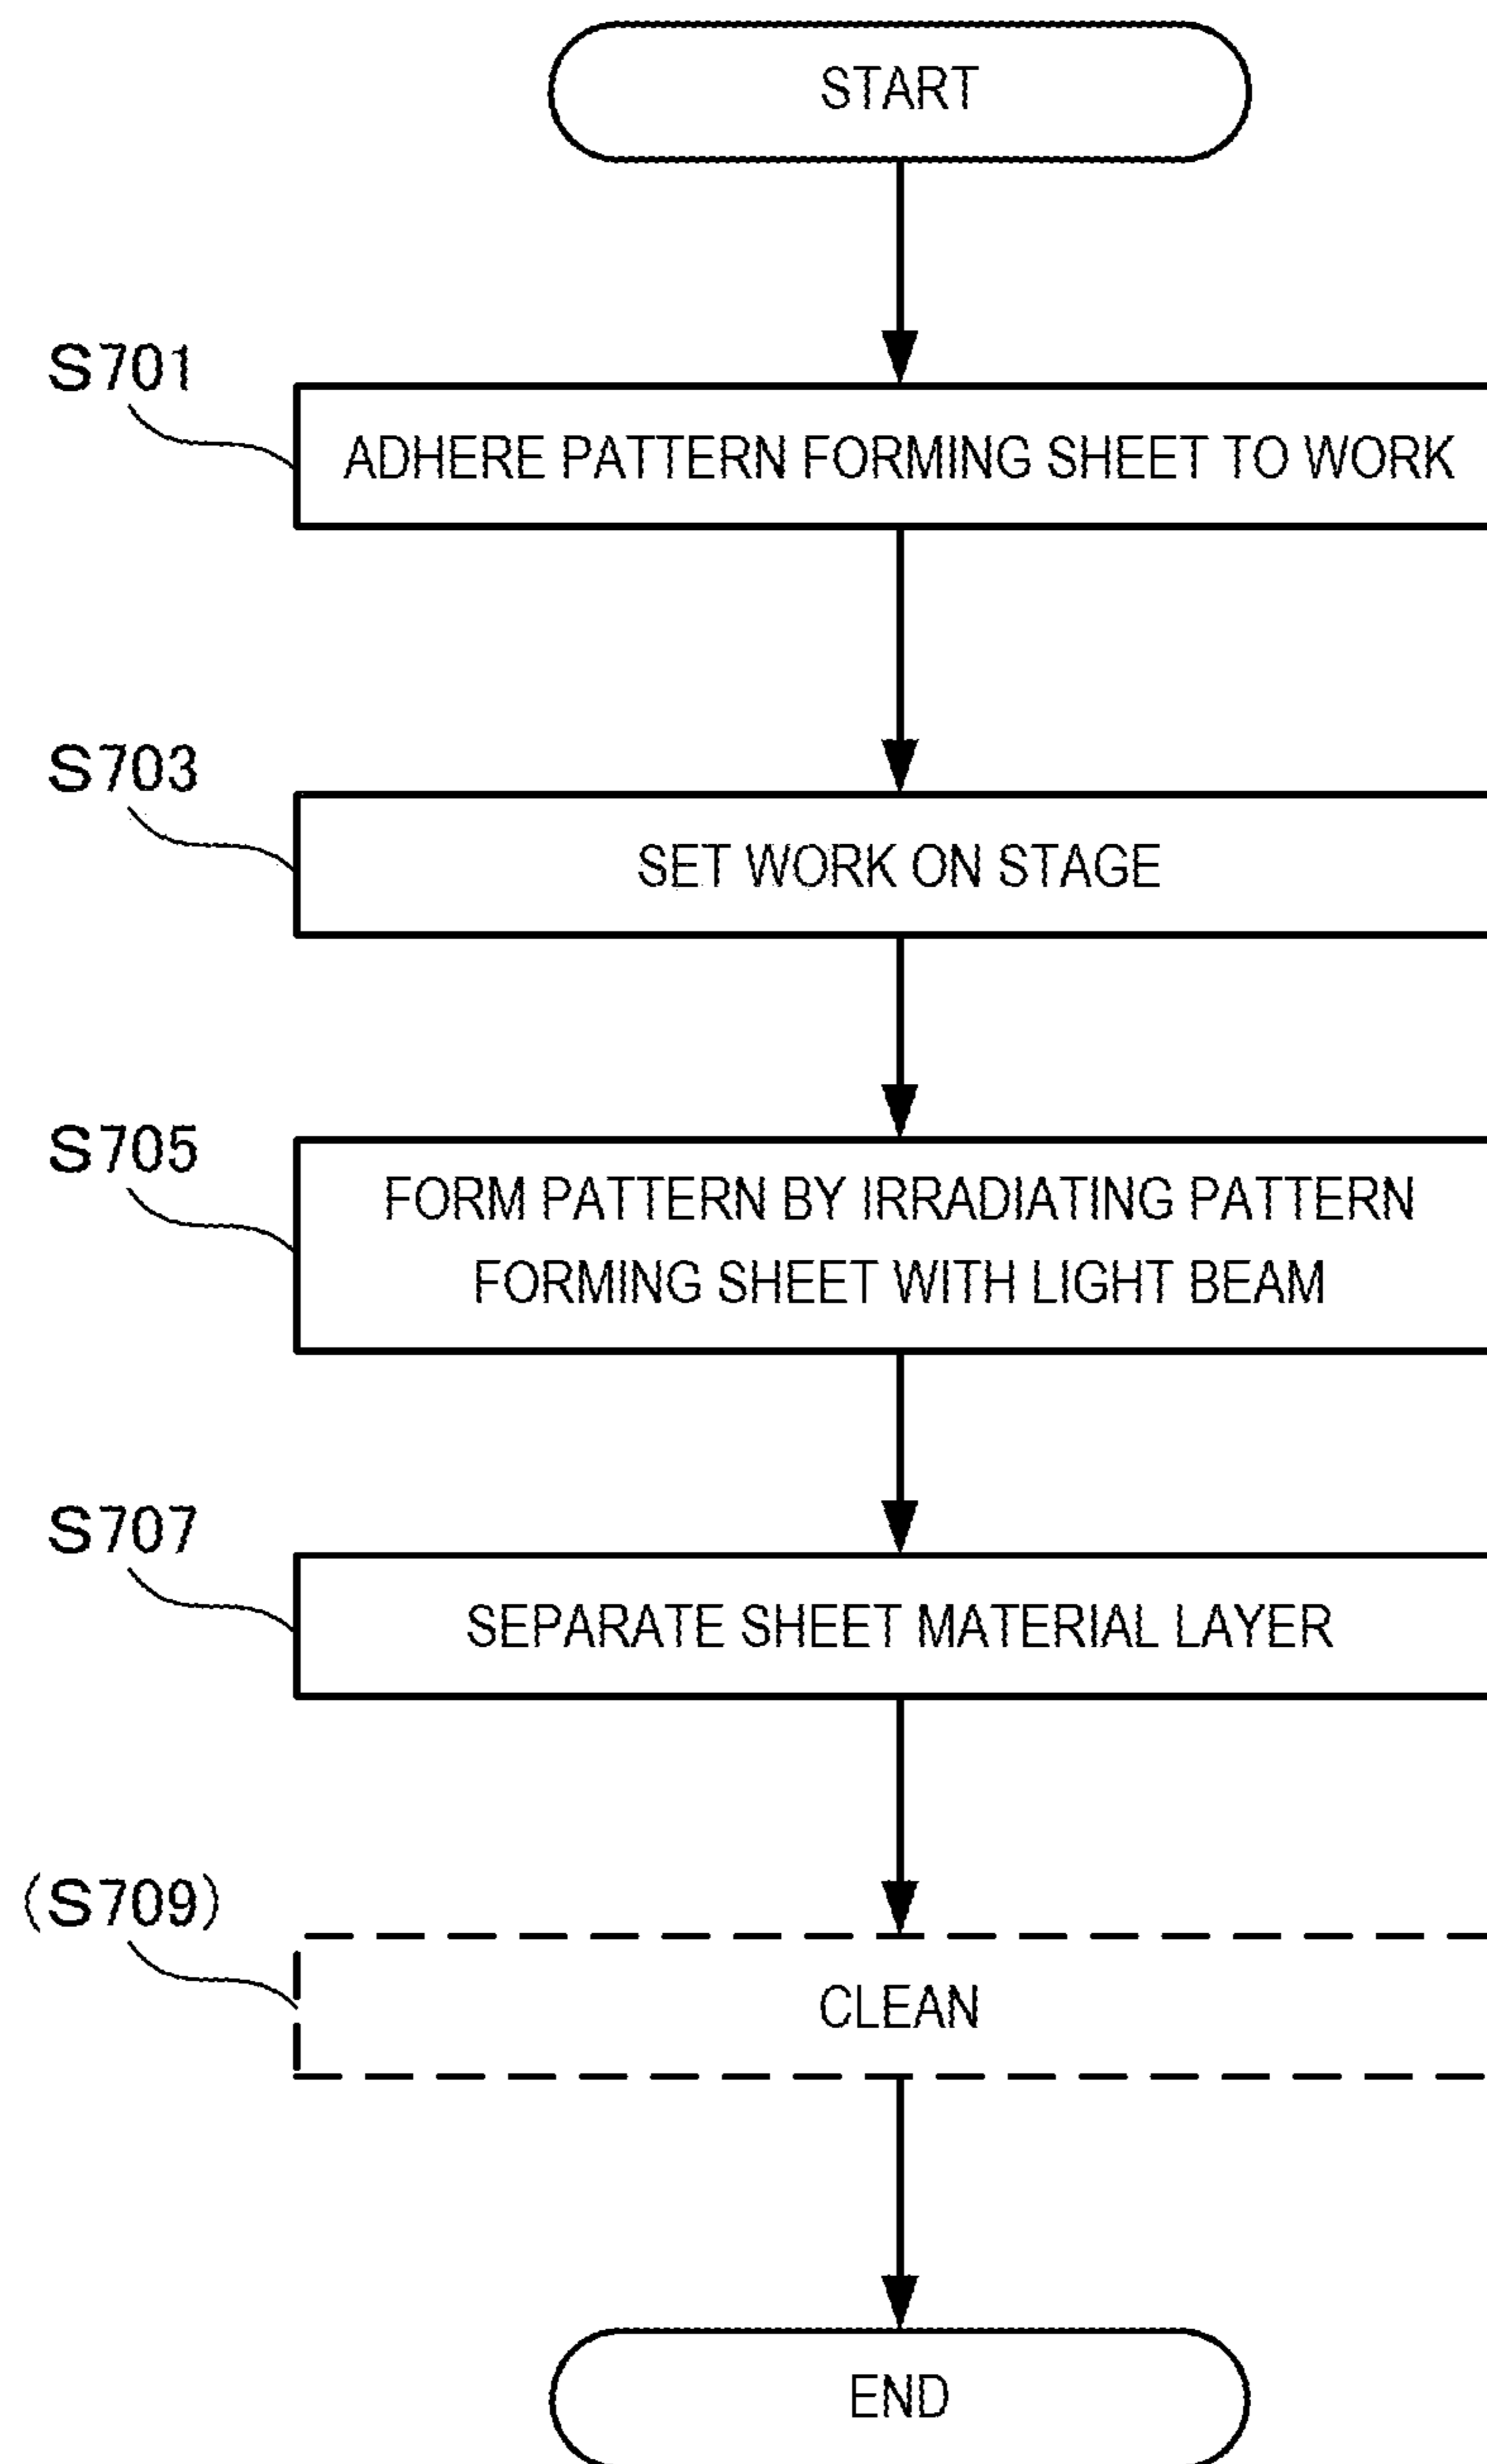 START
S701
ADHERE PATTERN FORMING SHEET TO WORK
S703
SET WORK ON STAGE
S705
FORM PATTERN BY IRRADIATING PATTERN
FORMING SHEET WITH LIGHT BEAM
S707
SEPARATE SHEET MATERIAL LAYER
(S709)
CLEAN
END